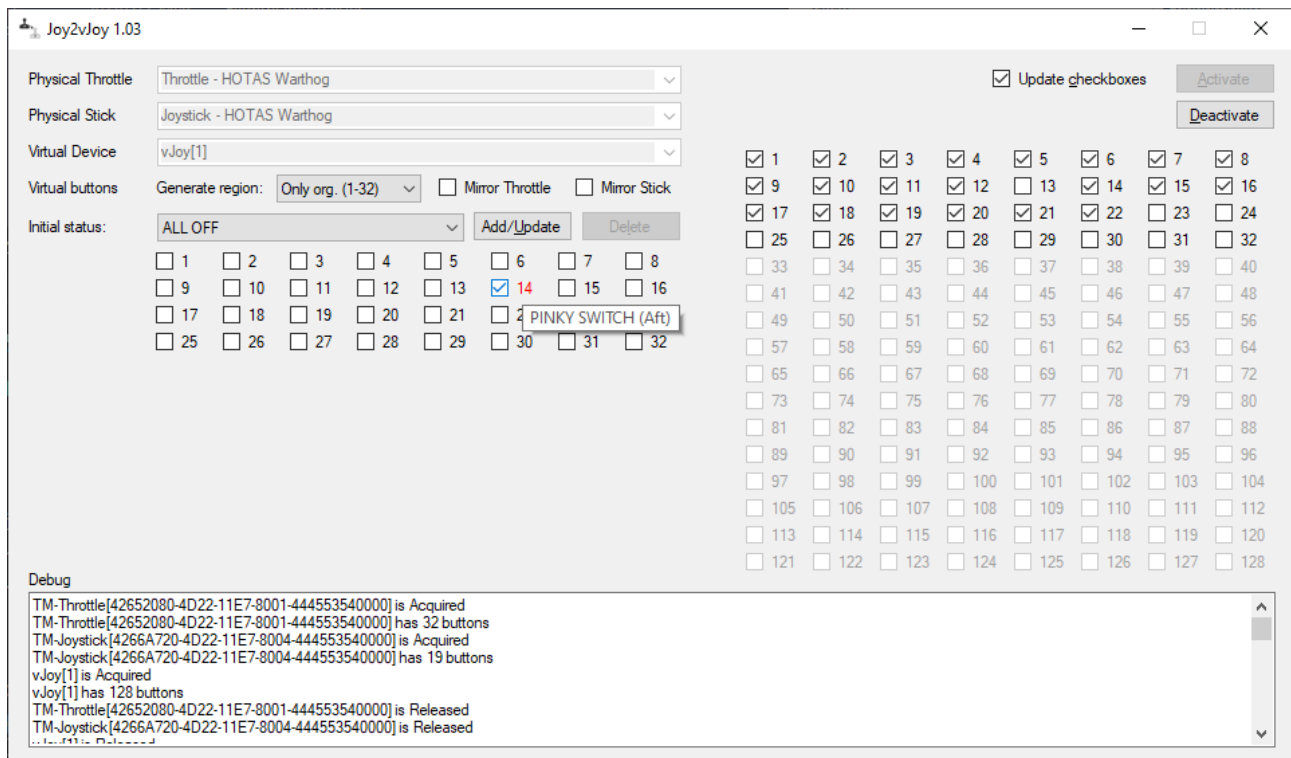 Joy2vJoy 1.03
Physical Throttle Throttle - HOTAS Warthog Update checkboxes Activate
Physical Stick Joystick - HOTAS Warthog Deactivate
Virtual Device vJoy[1]
Virtual buttons Generate region: Only org. (1-32) Mirror Throttle Mirror Stick
Initial status: ALL OFF Add/Update Delete
1 2 3 4 5 6 7 8
9 10 11 12 13 14 15 16
17 18 19 20 21
PINKY SWITCH (Aft)
25 26 27 28 29 30 31 32
1 2 3 4 5 6 7 8
9 10 11 12 13 14 15 16
17 18 19 20 21 22 23 24
25 26 27 28 29 30 31 32
33 34 35 36 37 38 39 40
41 42 43 44 45 46 47 48
49 50 51 52 53 54 55 56
57 58 59 60 61 62 63 64
65 66 67 68 69 70 71 72
73 74 75 76 77 78 79 80
81 82 83 84 85 86 87 88
89 90 91 92 93 94 95 96
97 98 99 100 101 102 103 104
105 106 107 108 109 110 111 112
113 114 115 116 117 118 119 120
121 122 123 124 125 126 127 128
Debug
TM-Throttle[42652080-4D22-11E7-8001-444553540000] is Acquired
TM-Throttle[42652080-4D22-11E7-8001-444553540000] has 32 buttons
TM-Joystick[4266A720-4D22-11E7-8004-444553540000] is Acquired
TM-Joystick[4266A720-4D22-11E7-8004-444553540000] has 19 buttons
vJoy[1] is Acquired
vJoy[1] has 128 buttons
TM-Throttle[42652080-4D22-11E7-8001-444553540000] is Released
TM-Joystick[4266A720-4D22-11E7-8004-444553540000] is Released